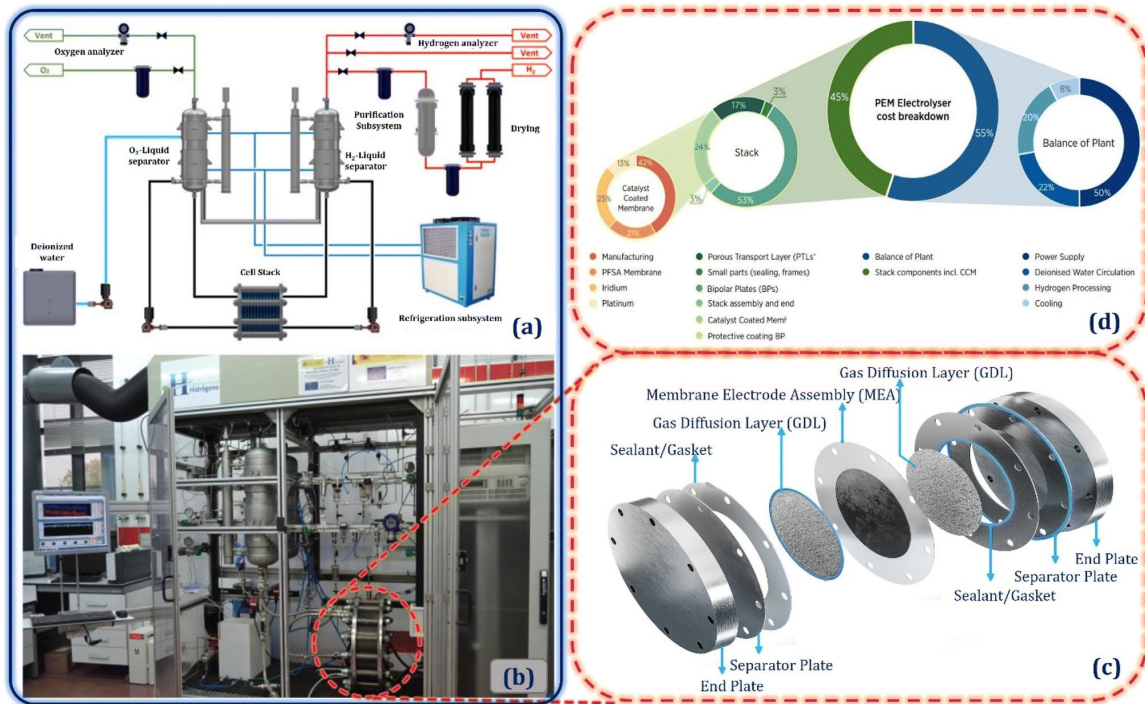 Vent
Oxygen analyzer
O₂
Hydrogen analyzer
Vent
Vent
H₂
Purification
Subsystem
Drying
O₂-Liquid
separator
H₂-Liquid
separator
Deionized
water
Cell Stack
Refrigeration subsystem
(a)
Hidrógeno
(b)
45%
PEM Electrolyser
cost breakdown
55%
17%
3%
24%
Stack
3%
53%
13%
42%
25%
Catalyst
Coated
Membrane
21%
8%
20%
Balance of Plant
22%
50%
Manufacturing
PFSA Membrane
Iridium
Platinum
Porous Transport Layer (PTLs
Small parts (sealing, frames)
Bipolar Plates (BPs)
Stack assembly and end
Catalyst Coated Mem
Protective coating BP
Balance of Plant
Stack components incl. CCM
Power Supply
Deionised Water Circulation
Hydrogen Processing
Cooling
(d)
Gas Diffusion Layer (GDL)
Membrane Electrode Assembly (MEA)
Gas Diffusion Layer (GDL)
Sealant/Gasket
End Plate
Separator Plate
Sealant/Gasket
Separator Plate
End Plate
(c)